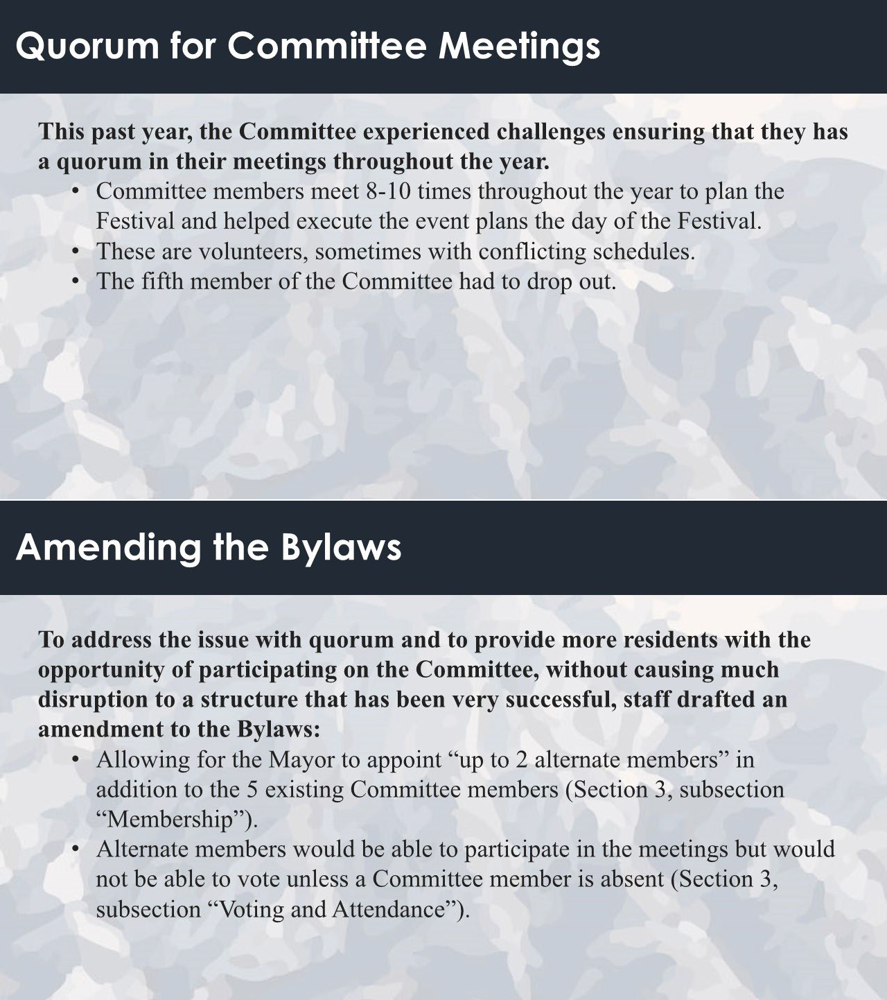 Quorum for Committee Meetings
This past year, the Committee experienced challenges ensuring that they has
a quorum in their meetings throughout the year.
• Committee members meet 8-10 times throughout the year to plan the
Festival and helped execute the event plans the day of the Festival.
• These are volunteers, sometimes with conflicting schedules.
• The fifth member of the Committee had to drop out.
Amending the Bylaws
To address the issue with quorum and to provide more residents with the
opportunity of participating on the Committee, without causing much
disruption to a structure that has been very successful, staff drafted an
amendment to the Bylaws:
• Allowing for the Mayor to appoint “up to 2 alternate members” in
addition to the 5 existing Committee members (Section 3, subsection
“Membership”).
• Alternate members would be able to participate in the meetings but would
not be able to vote unless a Committee member is absent (Section 3,
subsection “Voting and Attendance”).